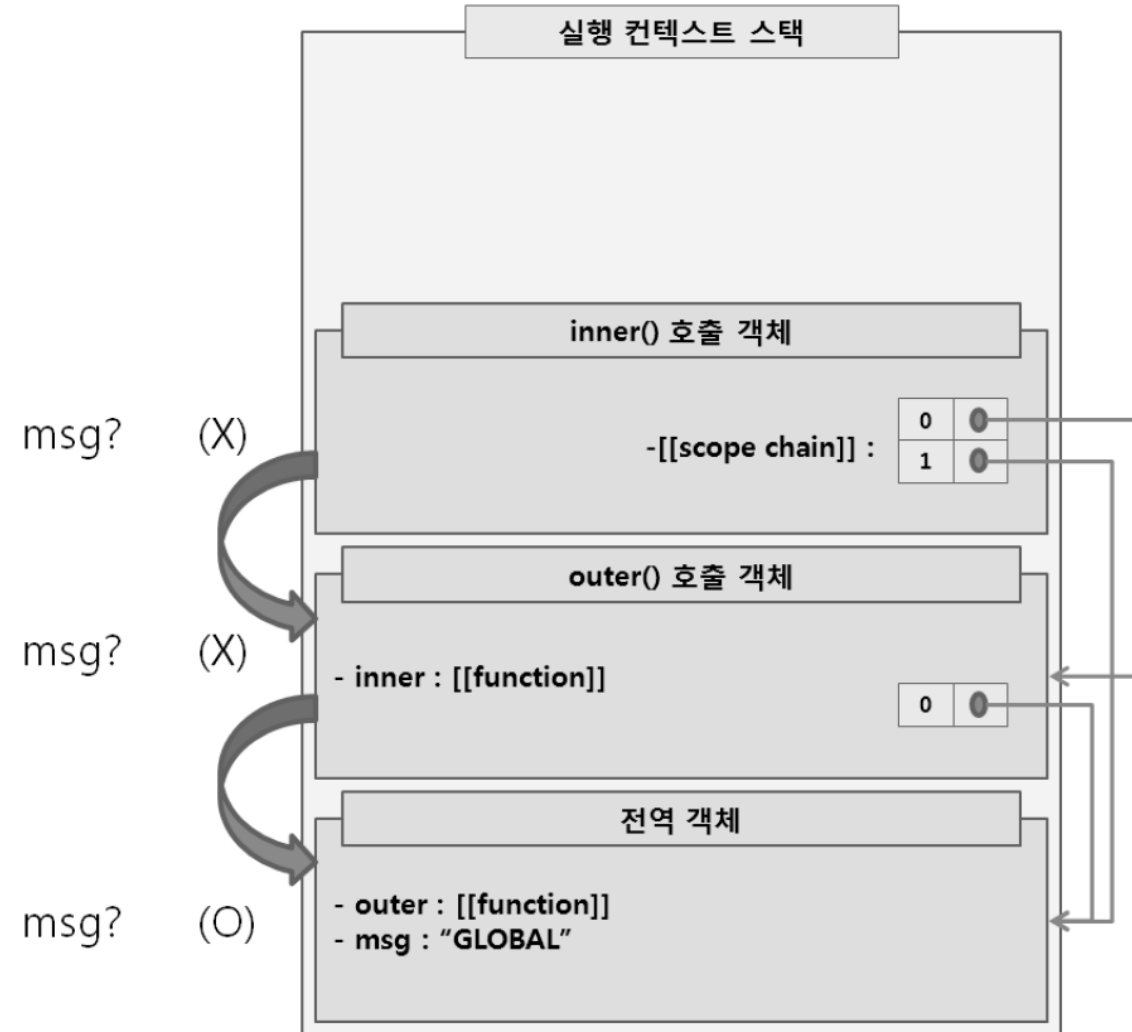 실행 컨텍스트 스택
inner() 호출 객체
msg? (X)
-[[scope chain]] :
0
1
outer() 호출 객체
msg? (X)
- inner : [[function]]
0
전역 객체
msg? (O)
- outer : [[function]]
- msg : “GLOBAL”